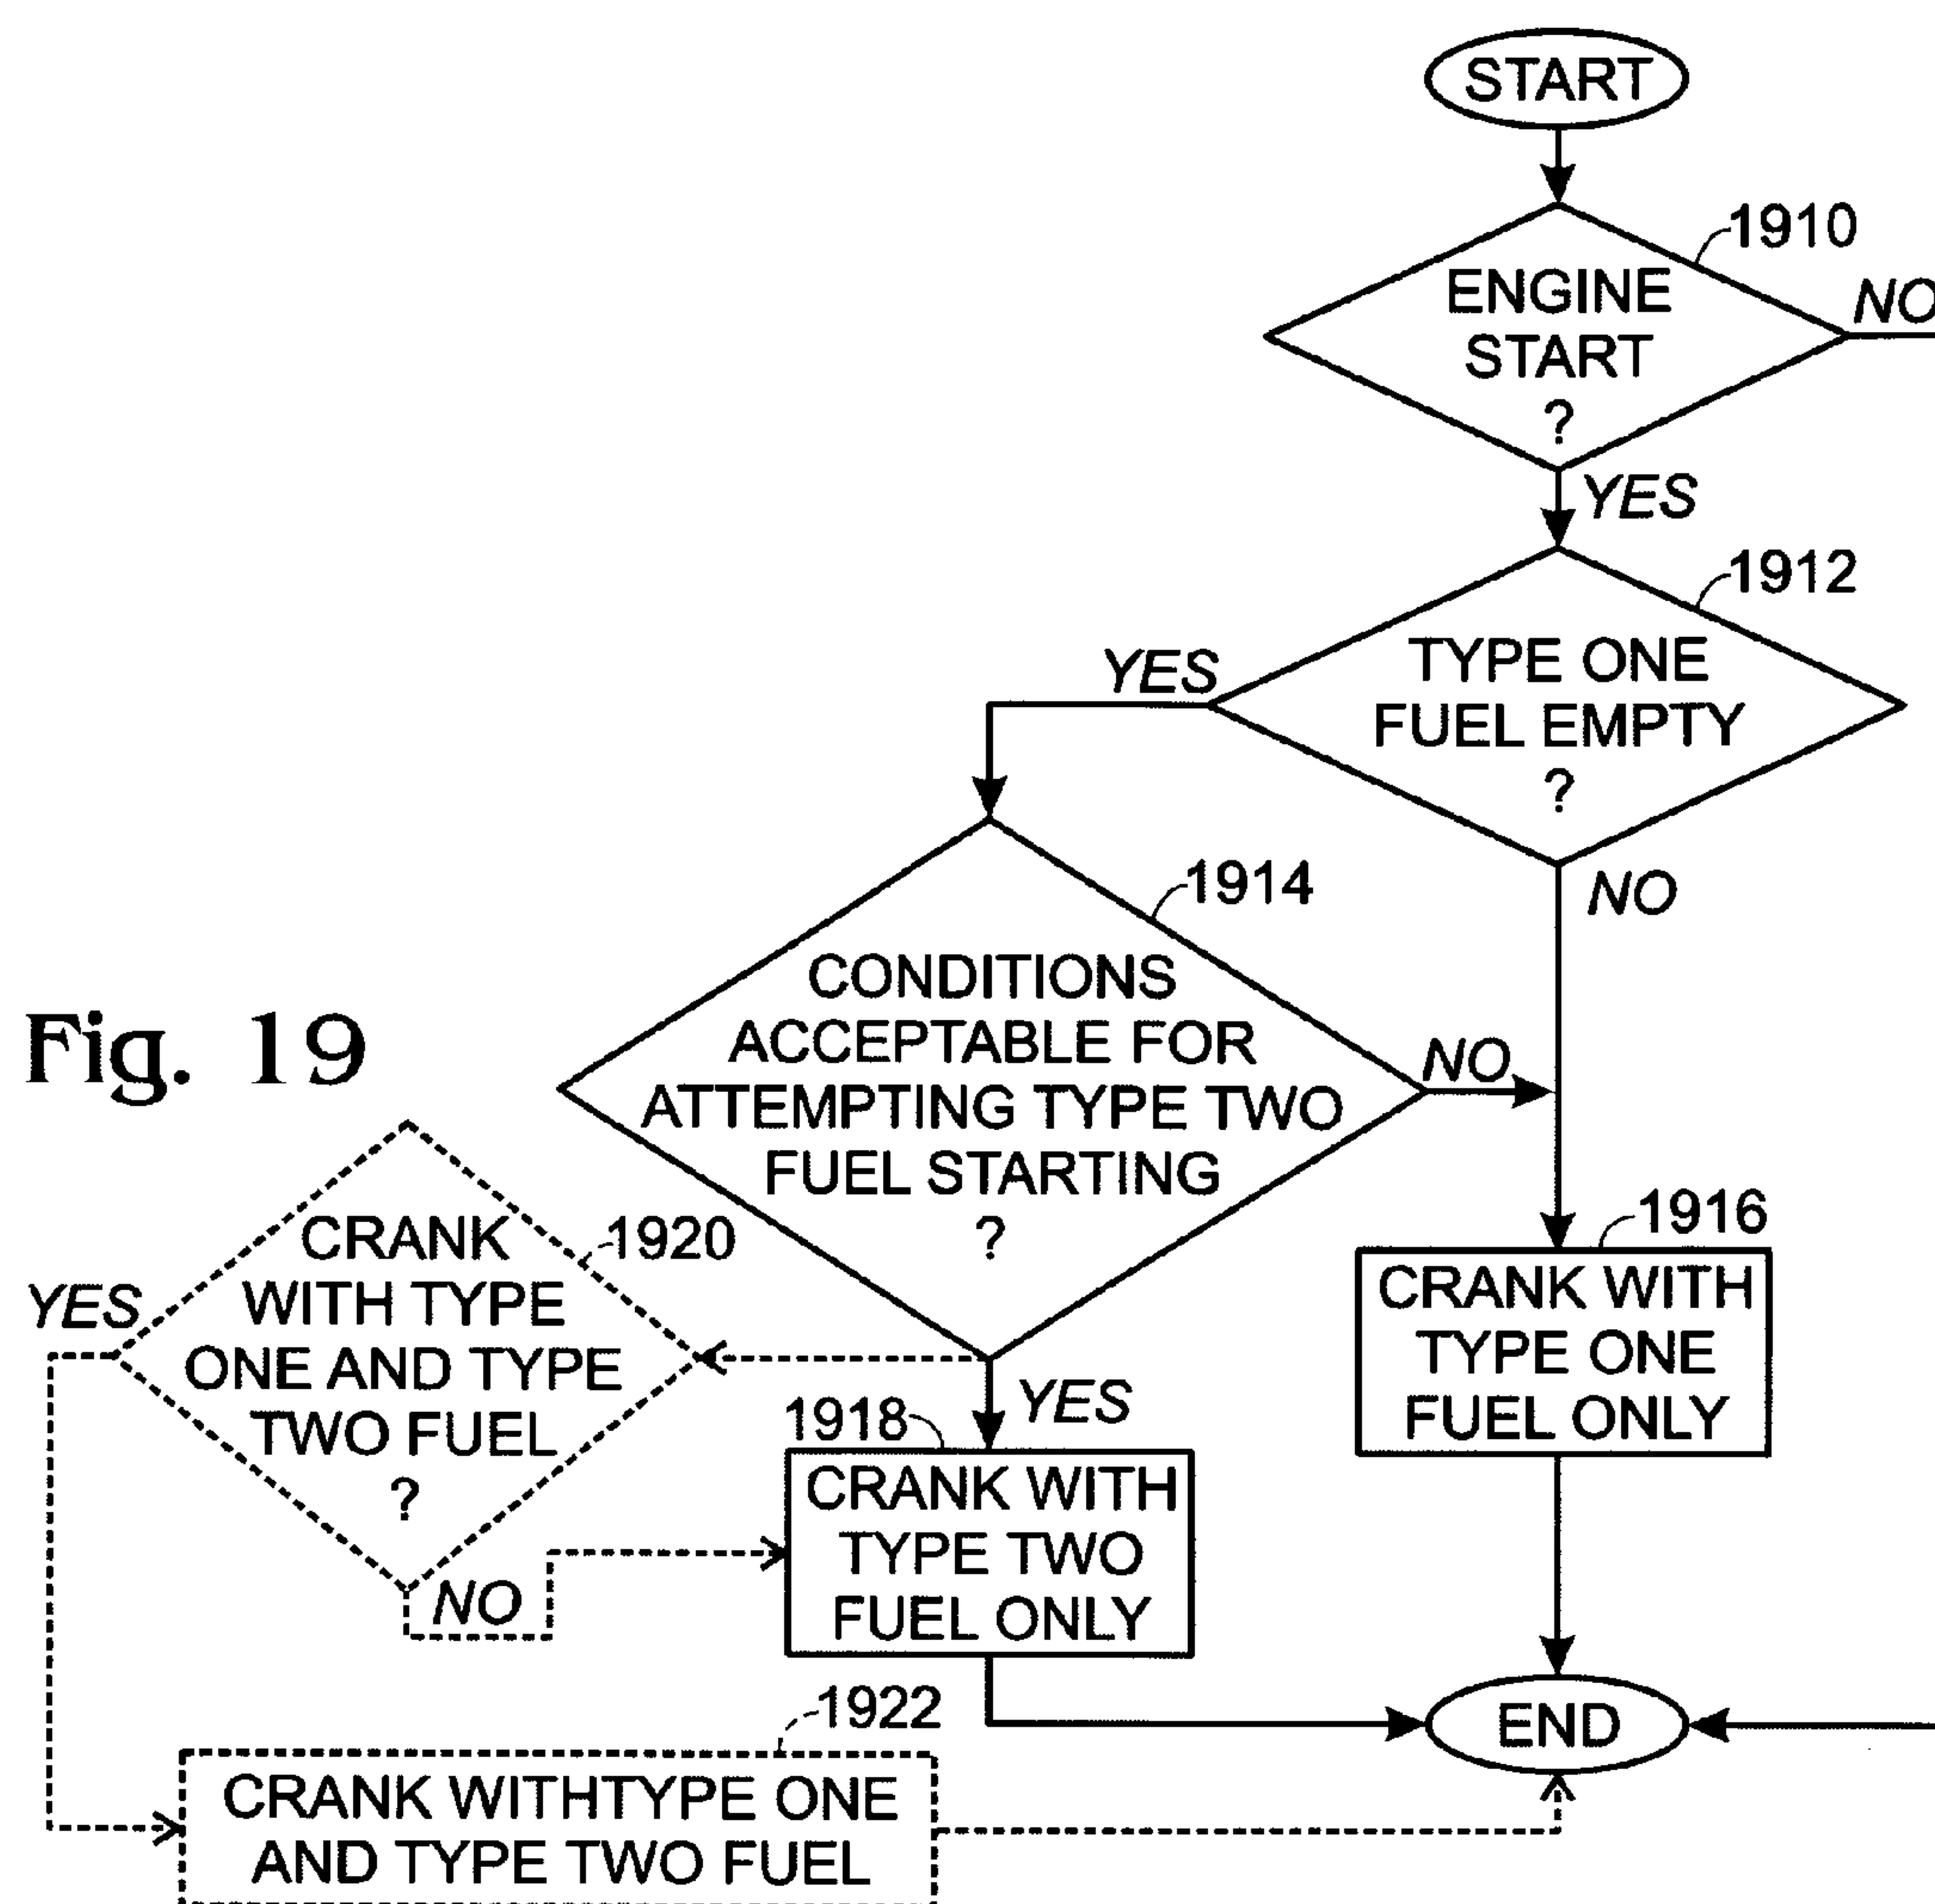 START
1910
ENGINE
START
?
NO
YES
1912
TYPE ONE
FUEL EMPTY
?
YES
NO
1914
CONDITIONS
ACCEPTABLE FOR
ATTEMPTING TYPE TWO
FUEL STARTING
?
NO
Fig. 19
1920
CRANK
WITH TYPE
ONE AND TYPE
TWO FUEL
?
YES
NO
YES
1916
CRANK WITH
TYPE ONE
FUEL ONLY
1918
CRANK WITH
TYPE TWO
FUEL ONLY
1922
CRANK WITHTYPE ONE
AND TYPE TWO FUEL
END